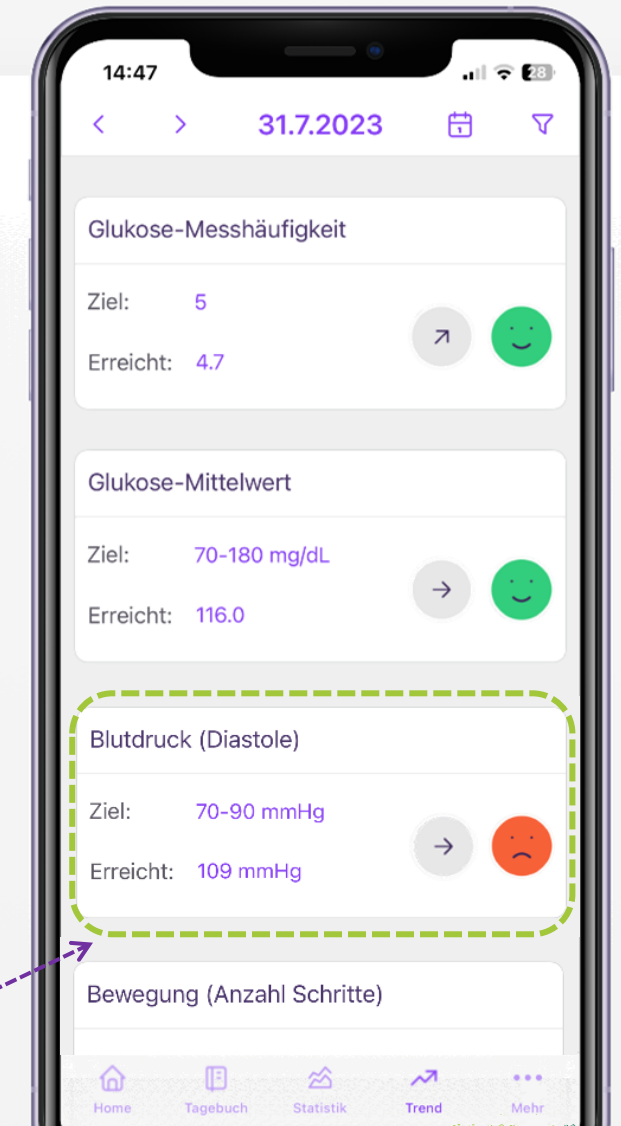 14:47
28
31.7.2023
Glukose-Messhäufigkeit
Ziel: 5
Erreicht: 4.7
Glukose-Mittelwert
Ziel: 70-180 mg/dL
Erreicht: 116.0
Blutdruck (Diastole)
Ziel: 70-90 mmHg
Erreicht: 109 mmHg
Bewegung (Anzahl Schritte)
Home Tagebuch Statistik Trend Mehr